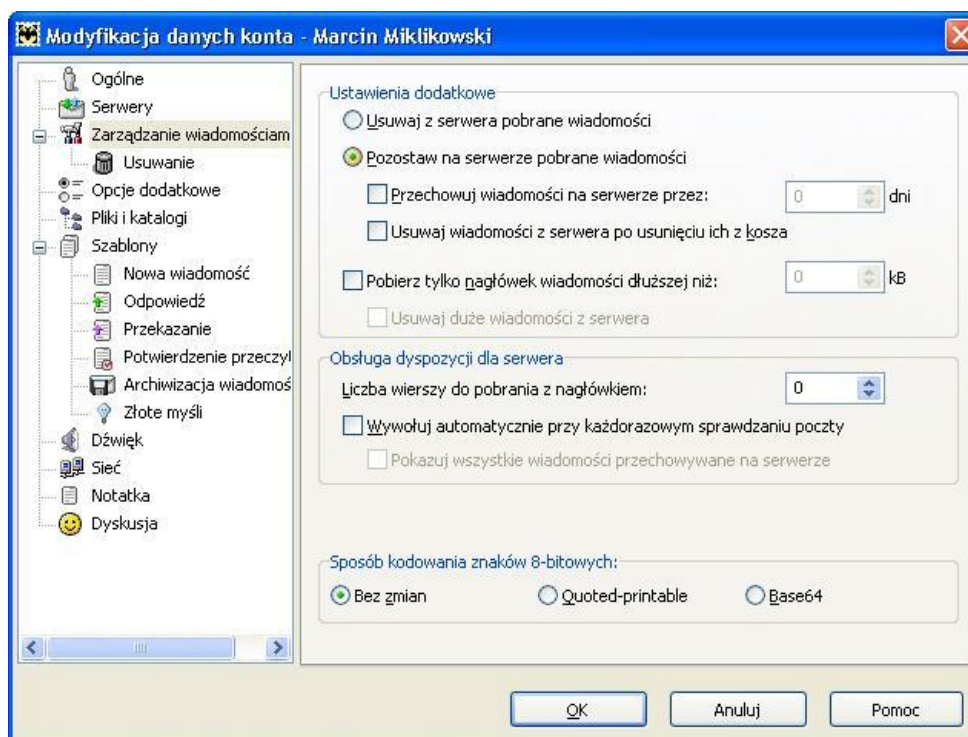 Modyfikacja danych konta - Marcin Miklikowski
Ogólne
Serwery
Zarządzanie wiadomościam
Usuwanie
Opcje dodatkowe
Pliki i katalogi
Szablony
Nowa wiadomość
Odpowiedź
Przekazanie
Potwierdzenie przeczyl
Archiwizacja wiadomoś
Złote myśli
Dźwięk
Sieć
Notatka
Dyskusja
Ustawienia dodatkowe
Usuwaj z serwera pobrane wiadomości
Pozostaw na serwerze pobrane wiadomości
Przechowuj wiadomości na serwerze przez: 0 dni
Usuwaj wiadomości z serwera po usunięciu ich z kosza
Pobierz tylko nagłówek wiadomości dłuższej niż: 0 kB
Usuwaj duże wiadomości z serwera
Obsługa dyspozycji dla serwera
Liczba wierszy do pobrania z nagłówkiem: 0
Wywołuj automatycznie przy każdorazowym sprawdzaniu poczty
Pokazuj wszystkie wiadomości przechowywane na serwerze
Sposób kodowania znaków 8-bitowych:
Bez zmian Quoted-printable Base64
OK Anuluj Pomoc